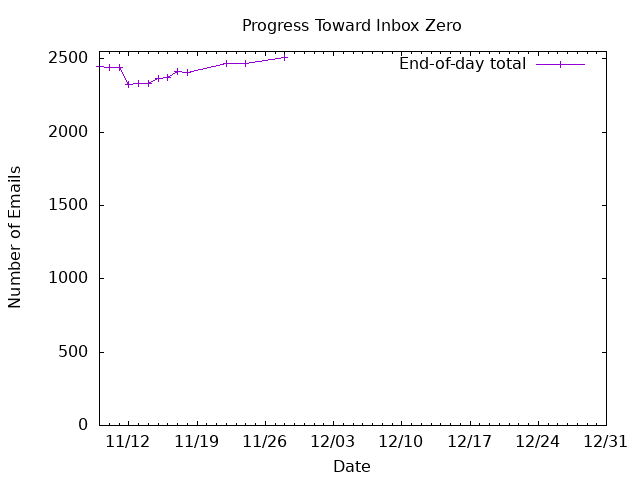 Progress Toward Inbox Zero
End-of-day total
2500
2000
1500
1000
500
0
Number of Emails
11/12 11/19 11/26 12/03 12/10 12/17 12/24 12/31
Date